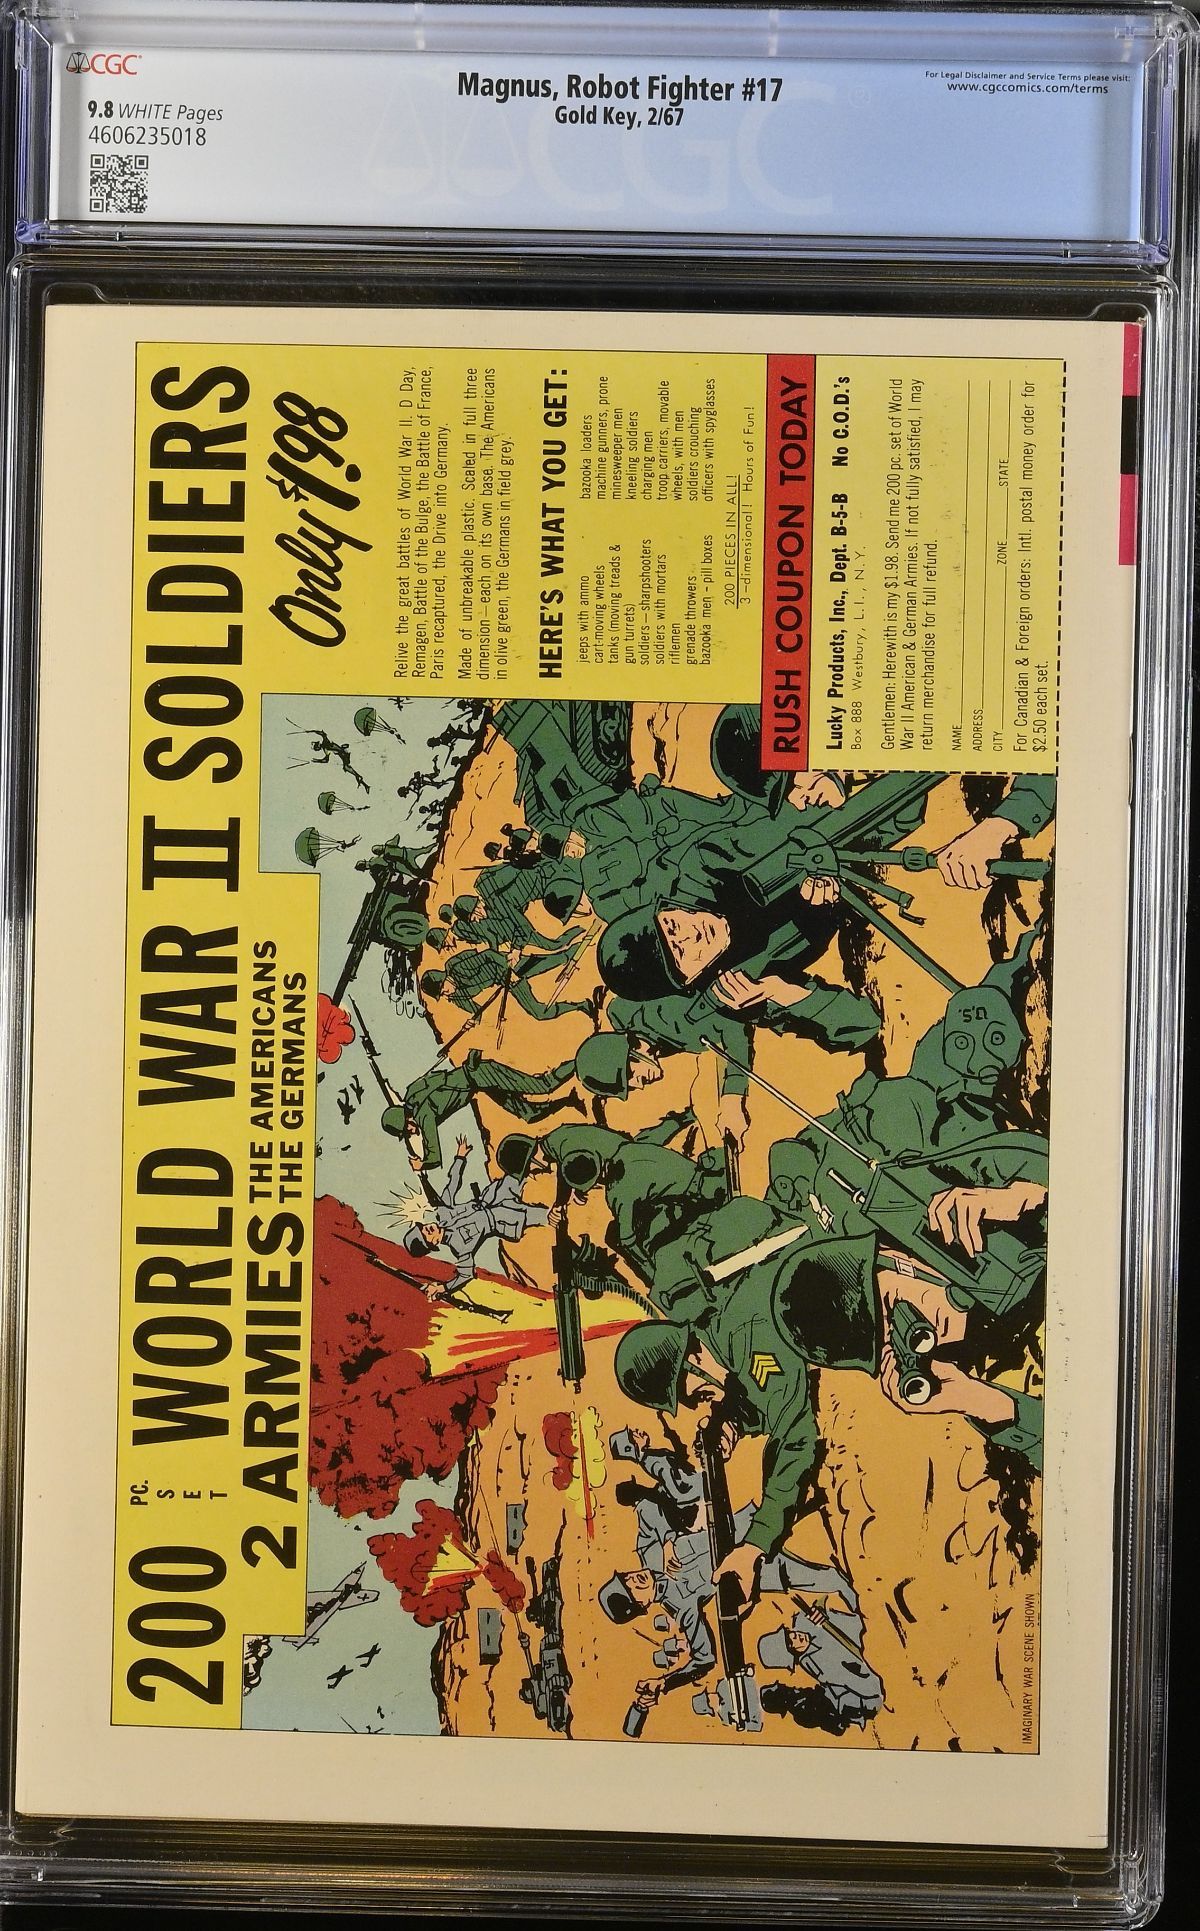 CGC
9.8 WHITE Pages
4606235018
Magnus, Robot Fighter #17
Gold Key, 2/67
For Legal Disclaimer and Service Terms please visit:
www.cgccomics.com/terms
CGC
200 PC. SET WORLD WAR II SOLDIERS
2 ARMIES THE AMERICANS
THE GERMANS
Only $1.98
Relive the great battles of World War II. D Day,
Remagen, Battle of the Bulge, the Battle of France,
Paris recaptured, the Drive into Germany.
Made of unbreakable plastic. Scaled in full three
dimension—each on its own base. The Americans
in olive green, the Germans in field grey.
HERE'S WHAT YOU GET:
jeeps with ammo
cart-moving wheels
tanks (moving treads &
gun turrets)
soldiers—sharpshooters
soldiers with mortars
riflemen
grenade throwers
bazooka men - pill boxes
bazooka loaders
machine gunners, prone
minesweeper men
kneeling soldiers
charging men
troop carriers, movable
wheels, with men
soldiers crouching
officers with spyglasses
200 PIECES IN ALL!
3-dimensional! Hours of Fun!
RUSH COUPON TODAY
Lucky Products, Inc., Dept. B-5-B No C.O.D.'s
Box 888 Westbury, L.I., N.Y.
Gentlemen: Herewith is my $1.98. Send me 200 pc. set of World
War II American & German Armies. If not fully satisfied, I may
return merchandise for full refund.
NAME
ADDRESS
CITY ZONE STATE
For Canadian & Foreign orders: Intl. postal money order for
$2.50 each set.
U.S.
IMAGINARY WAR SCENE SHOWN